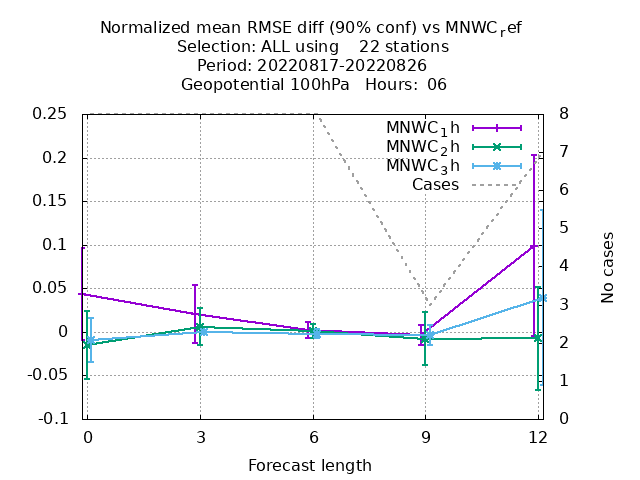 Normalized mean RMSE diff (90% conf) vs MNWC_ref
Selection: ALL using    22 stations
Period: 20220817-20220826
Geopotential 100hPa   Hours:  06
0.25
0.2
0.15
0.1
0.05
0
-0.05
-0.1
8
7
6
5
4
3
2
1
0
MNWC_1h
MNWC_2h
MNWC_3h
Cases
No cases
0 3 6 9 12
Forecast length